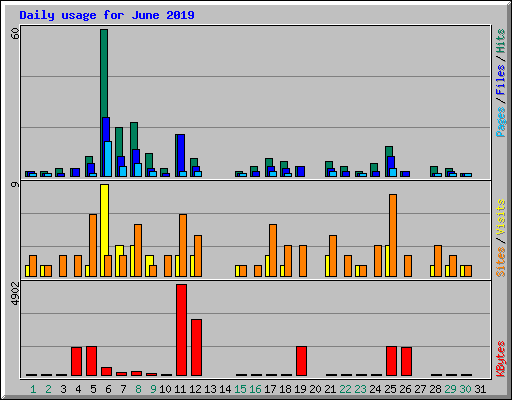 Daily usage for June 2019
60
Pages / Files / Hits
9
Sites / Visits
4902
KBytes
1 2 3 4 5 6 7 8 9 10 11 12 13 14 15 16 17 18 19 20 21 22 23 24 25 26 27 28 29 30 31